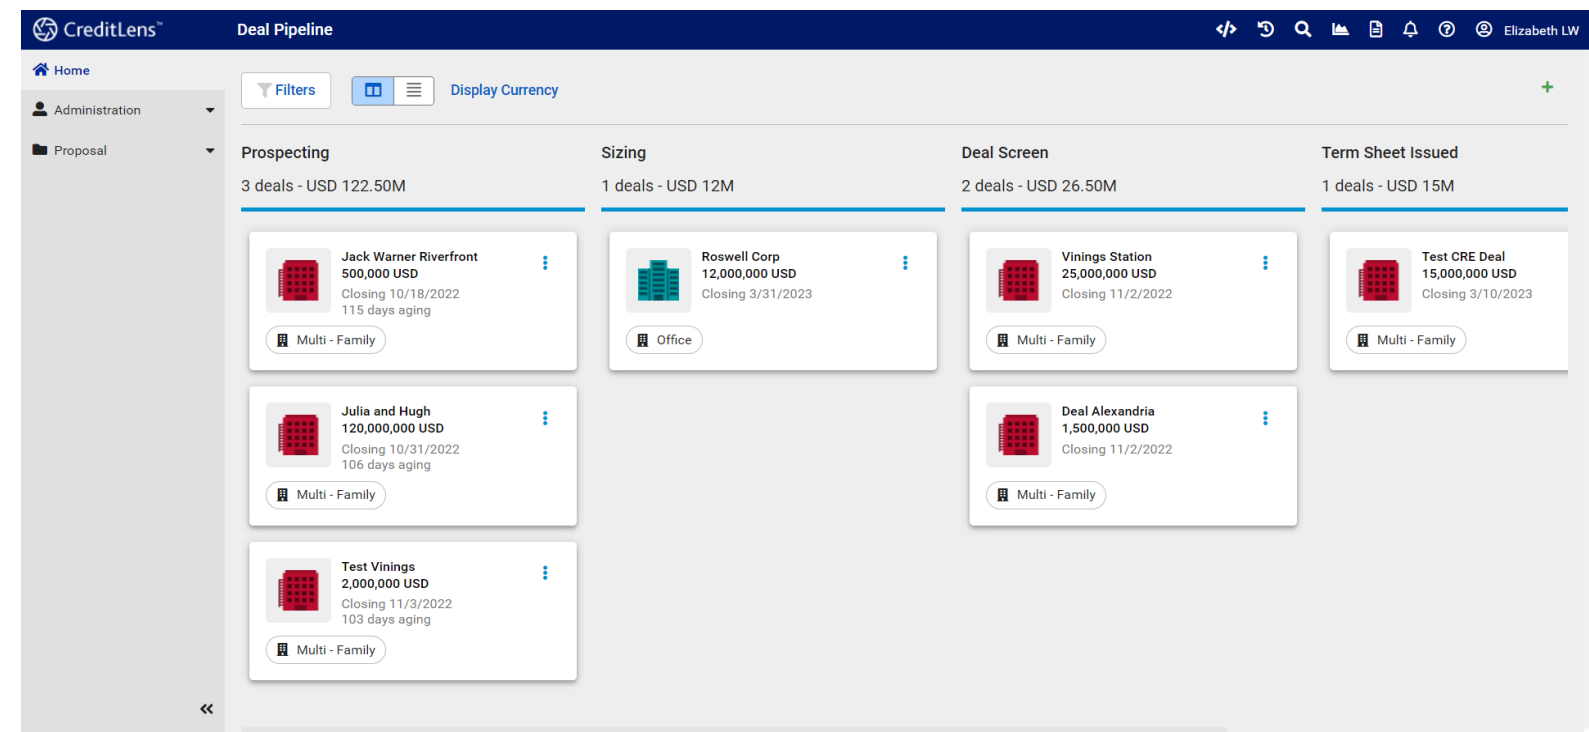 CreditLens™
Deal Pipeline
Elizabeth LW
Home
Administration
Proposal
Filters
Display Currency
Prospecting
3 deals - USD 122.50M
Jack Warner Riverfront
500,000 USD
Closing 10/18/2022
115 days aging
Multi - Family
Julia and Hugh
120,000,000 USD
Closing 10/31/2022
106 days aging
Multi - Family
Test Vinings
2,000,000 USD
Closing 11/3/2022
103 days aging
Multi - Family
Sizing
1 deals - USD 12M
Roswell Corp
12,000,000 USD
Closing 3/31/2023
Office
Deal Screen
2 deals - USD 26.50M
Vinings Station
25,000,000 USD
Closing 11/2/2022
Multi - Family
Deal Alexandria
1,500,000 USD
Closing 11/2/2022
Multi - Family
Term Sheet Issued
1 deals - USD 15M
Test CRE Deal
15,000,000 USD
Closing 3/10/2023
Multi - Family